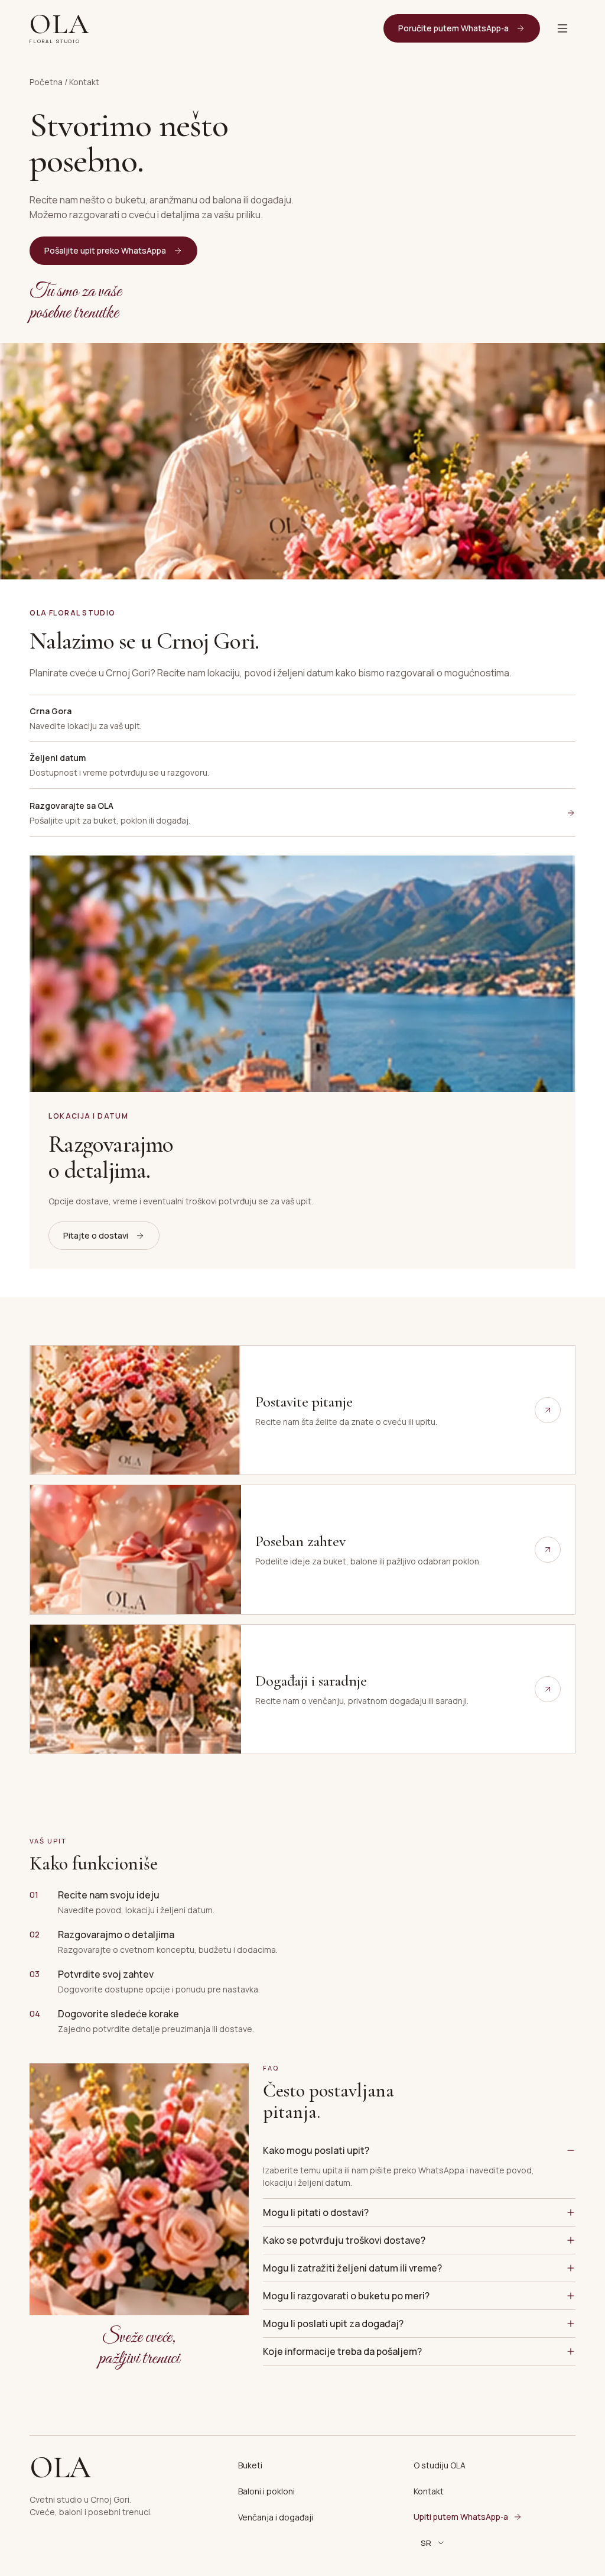 OLA
FLORAL STUDIO
Poručite putem WhatsApp-a
Početna / Kontakt
Stvorimo nešto
posebno.
Recite nam nešto o buketu, aranžmanu od balona ili događaju.
Možemo razgovarati o cveću i detaljima za vašu priliku.
Pošaljite upit preko WhatsAppa
Tu smo za vaše
posebne trenutke
OLA
OLA FLORAL STUDIO
Nalazimo se u Crnoj Gori.
Planirate cveće u Crnoj Gori? Recite nam lokaciju, povod i željeni datum kako bismo razgovarali o mogućnostima.
Crna Gora
Navedite lokaciju za vaš upit.
Željeni datum
Dostupnost i vreme potvrđuju se u razgovoru.
Razgovarajte sa OLA
Pošaljite upit za buket, poklon ili događaj.
LOKACIJA I DATUM
Razgovarajmo
o detaljima.
Opcije dostave, vreme i eventualni troškovi potvrđuju se za vaš upit.
Pitajte o dostavi
OLA
Postavite pitanje
Recite nam šta želite da znate o cveću ili upitu.
OLA
Poseban zahtev
Podelite ideje za buket, balone ili pažljivo odabran poklon.
Događaji i saradnje
Recite nam o venčanju, privatnom događaju ili saradnji.
VAŠ UPIT
Kako funkcioniše
01 Recite nam svoju ideju
Navedite povod, lokaciju i željeni datum.
02 Razgovarajmo o detaljima
Razgovarajte o cvetnom konceptu, budžetu i dodacima.
03 Potvrdite svoj zahtev
Dogovorite dostupne opcije i ponudu pre nastavka.
04 Dogovorite sledeće korake
Zajedno potvrdite detalje preuzimanja ili dostave.
Sveže cveće,
pažljivi trenuci
FAQ
Često postavljana
pitanja.
Kako mogu poslati upit?
Izaberite temu upita ili nam pišite preko WhatsAppa i navedite povod,
lokaciju i željeni datum.
Mogu li pitati o dostavi?
Kako se potvrđuju troškovi dostave?
Mogu li zatražiti željeni datum ili vreme?
Mogu li razgovarati o buketu po meri?
Mogu li poslati upit za događaj?
Koje informacije treba da pošaljem?
OLA
Cvetni studio u Crnoj Gori.
Cveće, baloni i posebni trenuci.
Buketi
Baloni i pokloni
Venčanja i događaji
O studiju OLA
Kontakt
Upiti putem WhatsApp-a
SR